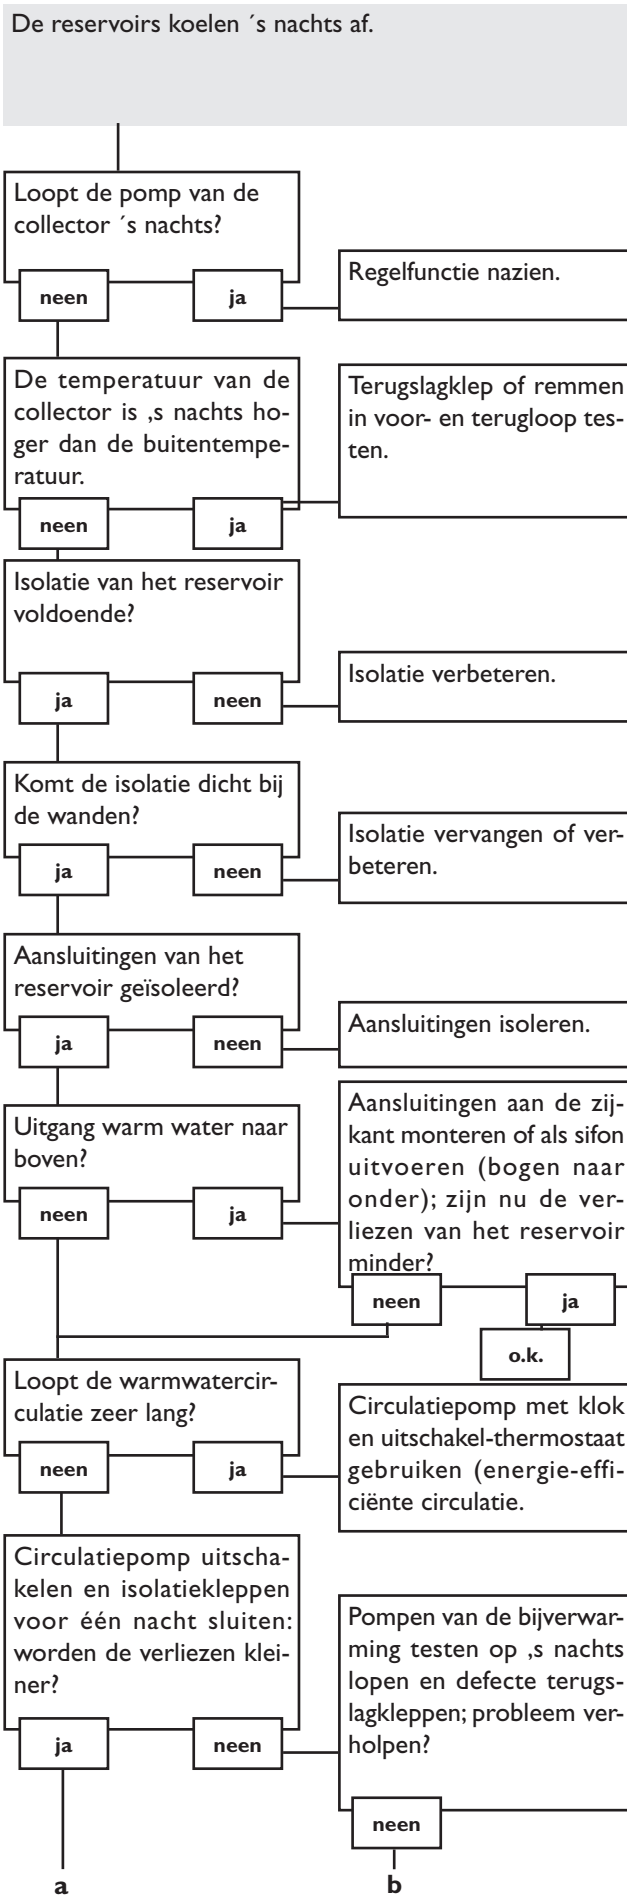 De reservoirs koelen ´s nachts af.
Loopt de pomp van de
collector ´s nachts?
neen
ja
Regelfunctie nazien.
De temperatuur van de
collector is ‚s nachts ho-
ger dan de buitentempe-
ratuur.
neen
ja
Terugslagklep of remmen
in voor- en terugloop tes-
ten.
Isolatie van het reservoir
voldoende?
ja
neen
Isolatie verbeteren.
Komt de isolatie dicht bij
de wanden?
ja
neen
Isolatie vervangen of ver-
beteren.
Aansluitingen van het
reservoir geïsoleerd?
ja
neen
Aansluitingen isoleren.
Uitgang warm water naar
boven?
neen
ja
Aansluitingen aan de zij-
kant monteren of als sifon
uitvoeren (bogen naar
onder); zijn nu de ver-
liezen van het reservoir
minder?
neen
ja
o.k.
Loopt de warmwatercir-
culatie zeer lang?
neen
ja
Circulatiepomp met klok
en uitschakel-thermostaat
gebruiken (energie-effi-
ciënte circulatie.
Circulatiepomp uitscha-
kelen en isolatiekleppen
voor één nacht sluiten:
worden de verliezen klei-
ner?
ja
neen
Pompen van de bijverwar-
ming testen op ‚s nachts
lopen en defecte terugs-
lagkleppen; probleem ver-
holpen?
neen
a
b